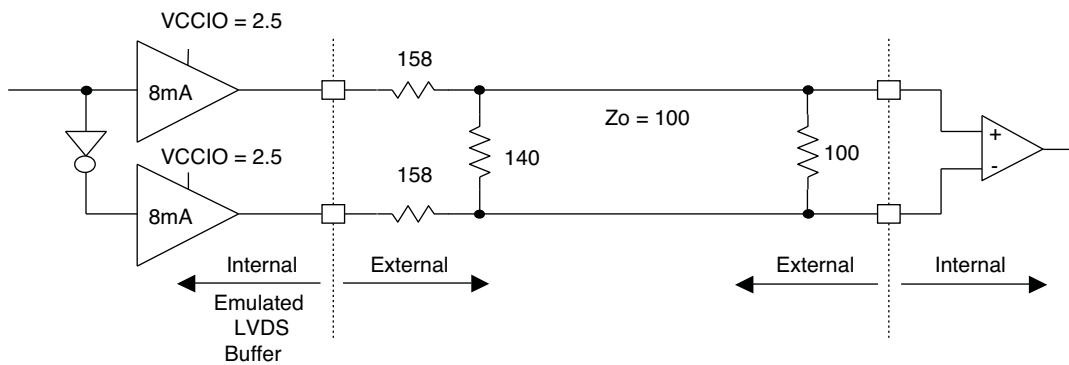 VCCIO = 2.5
158
8mA
Zo = 100
+
-
VCCIO = 2.5
140
100
158
8mA
Internal
External
External
Internal
Emulated
LVDS
Buffer